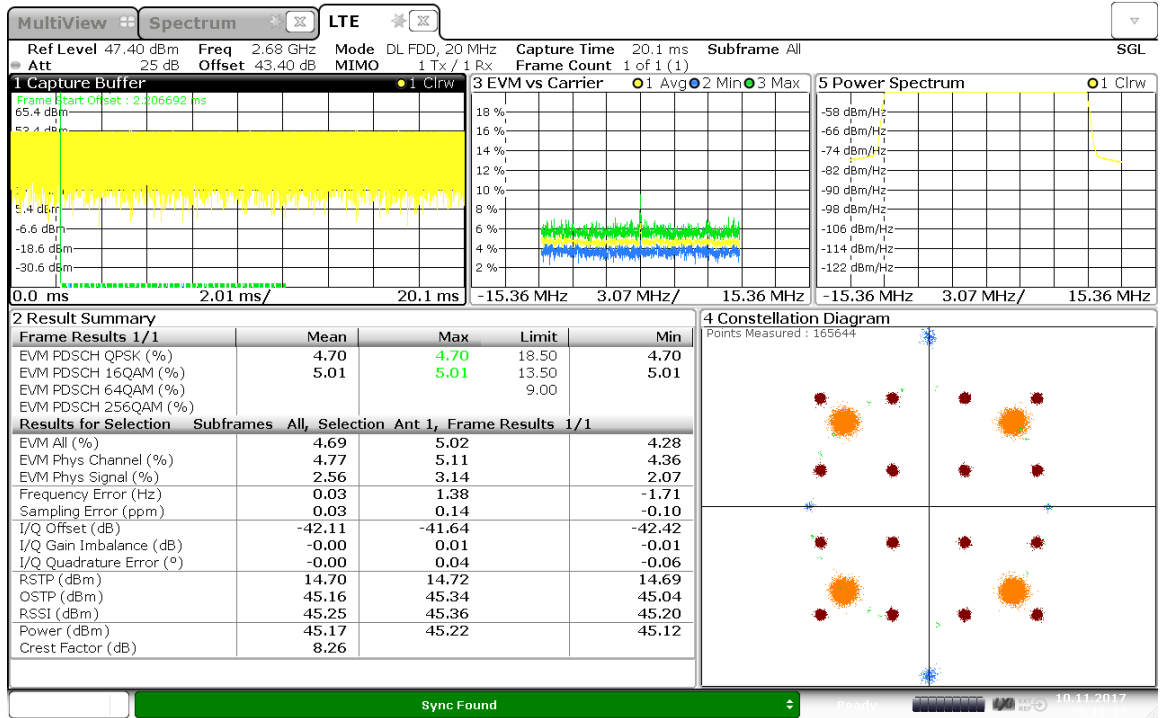 MultiView Spectrum LTE
Ref Level 47.40 dBm Freq 2.68 GHz Mode DL FDD, 20 MHz Capture Time 20.1 ms Subframe All SGL
Att 25 dB Offset 43.40 dB MIMO 1 Tx / 1 Rx Frame Count 1 of 1 (1)
1 Capture Buffer 1 Clrw
Frame Start Offset : 2.206692 ms
65.4 dBm
53.4 dBm
5.4 dBm
-6.6 dBm
-18.6 dBm
-30.6 dBm
0.0 ms 2.01 ms/ 20.1 ms
3 EVM vs Carrier 1 Avg 2 Min 3 Max
18 %
16 %
14 %
12 %
10 %
8 %
6 %
4 %
2 %
-15.36 MHz 3.07 MHz/ 15.36 MHz
5 Power Spectrum 1 Clrw
-58 dBm/Hz
-66 dBm/Hz
-74 dBm/Hz
-82 dBm/Hz
-90 dBm/Hz
-98 dBm/Hz
-106 dBm/Hz
-114 dBm/Hz
-122 dBm/Hz
-15.36 MHz 3.07 MHz/ 15.36 MHz
2 Result Summary
Frame Results 1/1 Mean Max Limit Min
EVM PDSCH QPSK (%) 4.70 4.70 18.50 4.70
EVM PDSCH 16QAM (%) 5.01 5.01 13.50 5.01
EVM PDSCH 64QAM (%) 9.00
EVM PDSCH 256QAM (%)
Results for Selection Subframes All, Selection Ant 1, Frame Results 1/1
EVM All (%) 4.69 5.02 4.28
EVM Phys Channel (%) 4.77 5.11 4.36
EVM Phys Signal (%) 2.56 3.14 2.07
Frequency Error (Hz) 0.03 1.38 -1.71
Sampling Error (ppm) 0.03 0.14 -0.10
I/Q Offset (dB) -42.11 -41.64 -42.42
I/Q Gain Imbalance (dB) -0.00 0.01 -0.01
I/Q Quadrature Error (º) -0.00 0.04 -0.06
RSTP (dBm) 14.70 14.72 14.69
OSTP (dBm) 45.16 45.34 45.04
RSSI (dBm) 45.25 45.36 45.20
Power (dBm) 45.17 45.22 45.12
Crest Factor (dB) 8.26
4 Constellation Diagram
Points Measured : 165644
Sync Found
Ready
LXI
10.11.2017